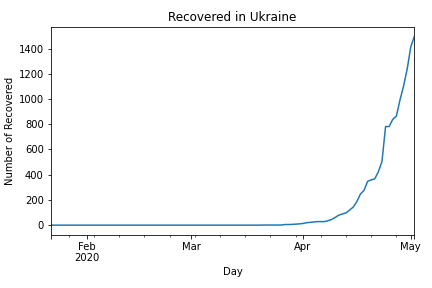 Recovered in Ukraine
Number of Recovered
1400
1200
1000
800
600
400
200
0
Feb
2020
Mar
Apr
May
Day